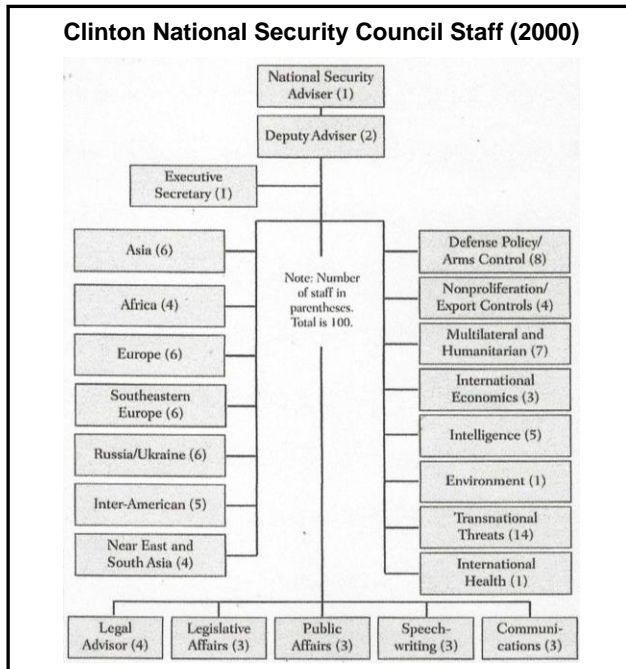 Clinton National Security Council Staff (2000)
National Security
Adviser (1)
Deputy Adviser (2)
Executive
Secretary (1)
Asia (6)
Africa (4)
Europe (6)
Southeastern
Europe (6)
Russia/Ukraine (6)
Inter-American (5)
Near East and
South Asia (4)
Note: Number
of staff in
parentheses.
Total is 100.
Defense Policy/
Arms Control (8)
Nonproliferation/
Export Controls (4)
Multilateral and
Humanitarian (7)
International
Economics (3)
Intelligence (5)
Environment (1)
Transnational
Threats (14)
International
Health (1)
Legal
Advisor (4)
Legislative
Affairs (3)
Public
Affairs (3)
Speech-
writing (3)
Communi-
cations (3)